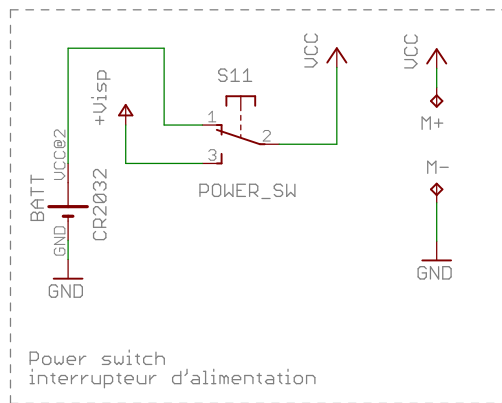 S11
VCC
VCC
+Visp
1
2
3
M+
M-
VCC@2
POWER_SW
BATT
CR2032
GND
GND
GND
Power switch
interrupteur d'alimentation